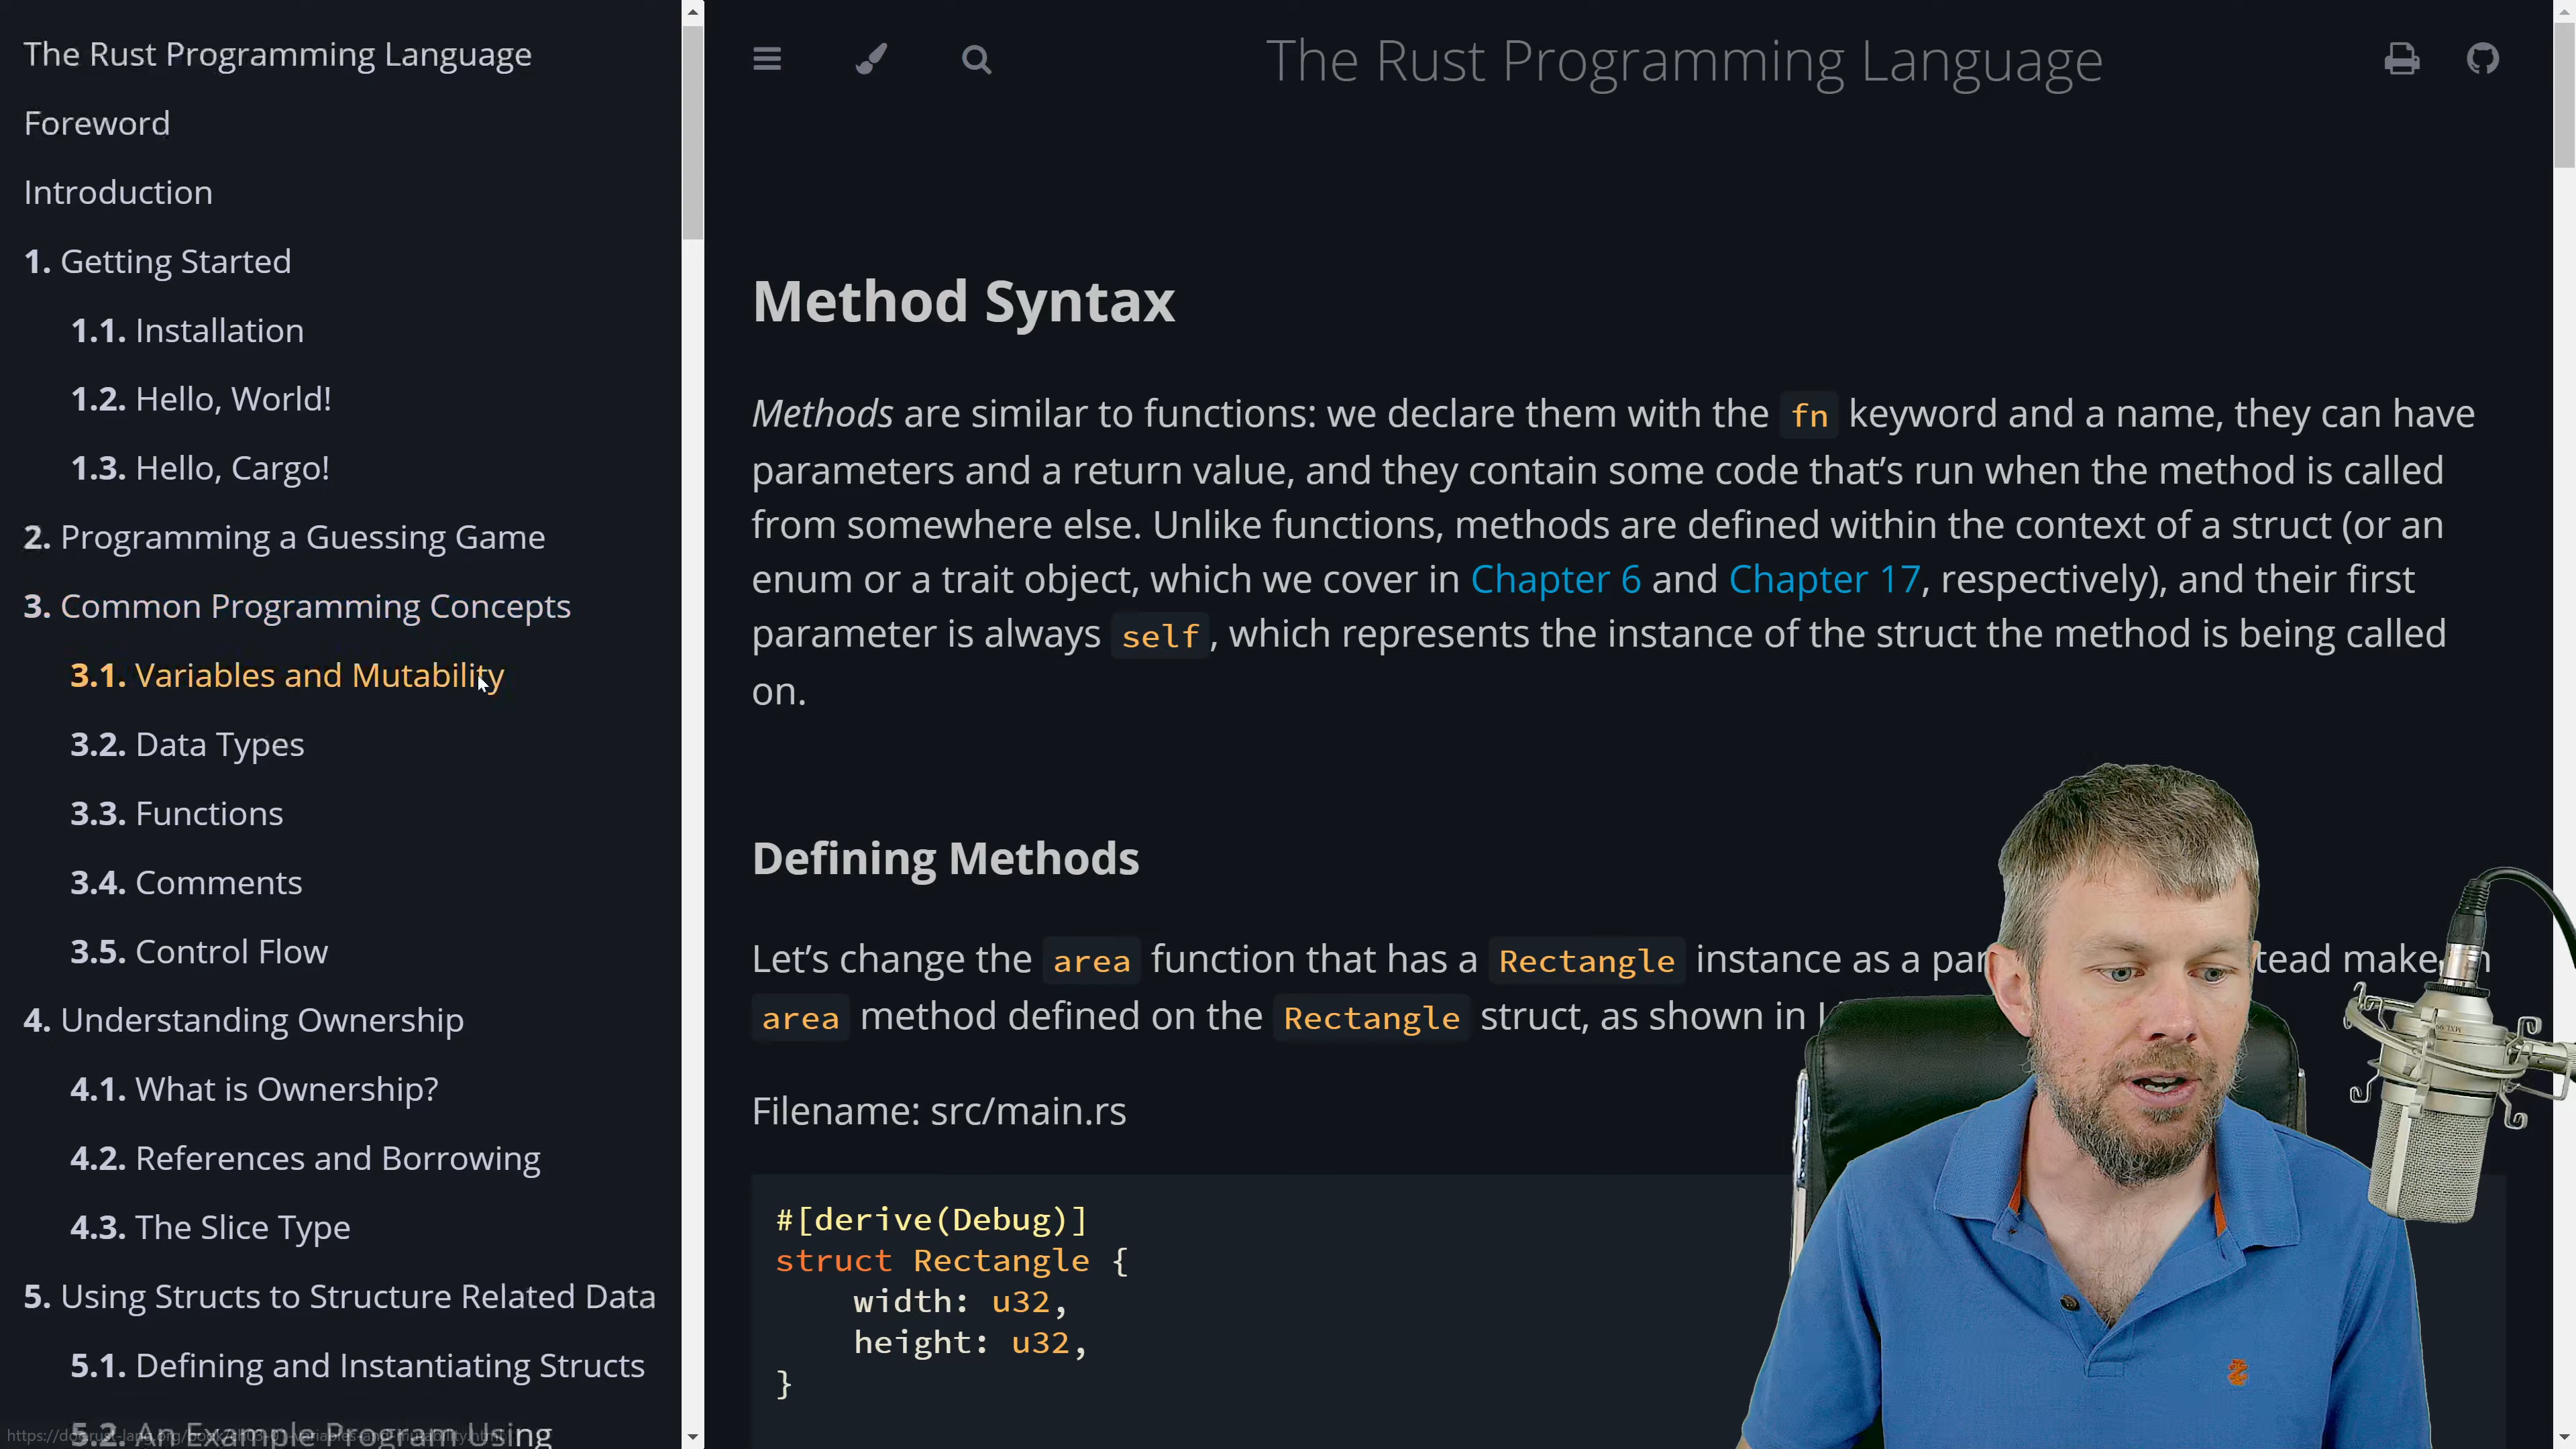 The Rust Programming Language
Foreword
Introduction
1. Getting Started
1.1. Installation
1.2. Hello, World!
1.3. Hello, Cargo!
2. Programming a Guessing Game
3. Common Programming Concepts
3.1. Variables and Mutability
3.2. Data Types
3.3. Functions
3.4. Comments
3.5. Control Flow
4. Understanding Ownership
4.1. What is Ownership?
4.2. References and Borrowing
4.3. The Slice Type
5. Using Structs to Structure Related Data
5.1. Defining and Instantiating Structs
5.2. An Example Program Using
The Rust Programming Language
Method Syntax
Methods are similar to functions: we declare them with the fn keyword and a name, they can have
parameters and a return value, and they contain some code that’s run when the method is called
from somewhere else. Unlike functions, methods are defined within the context of a struct (or an
enum or a trait object, which we cover in Chapter 6 and Chapter 17, respectively), and their first
parameter is always self, which represents the instance of the struct the method is being called
on.
Defining Methods
Let’s change the area function that has a Rectangle instance as a
area method defined on the Rectangle struct, as shown in
Filename: src/main.rs
#[derive(Debug)]
struct Rectangle {
width: u32,
height: u32,
}